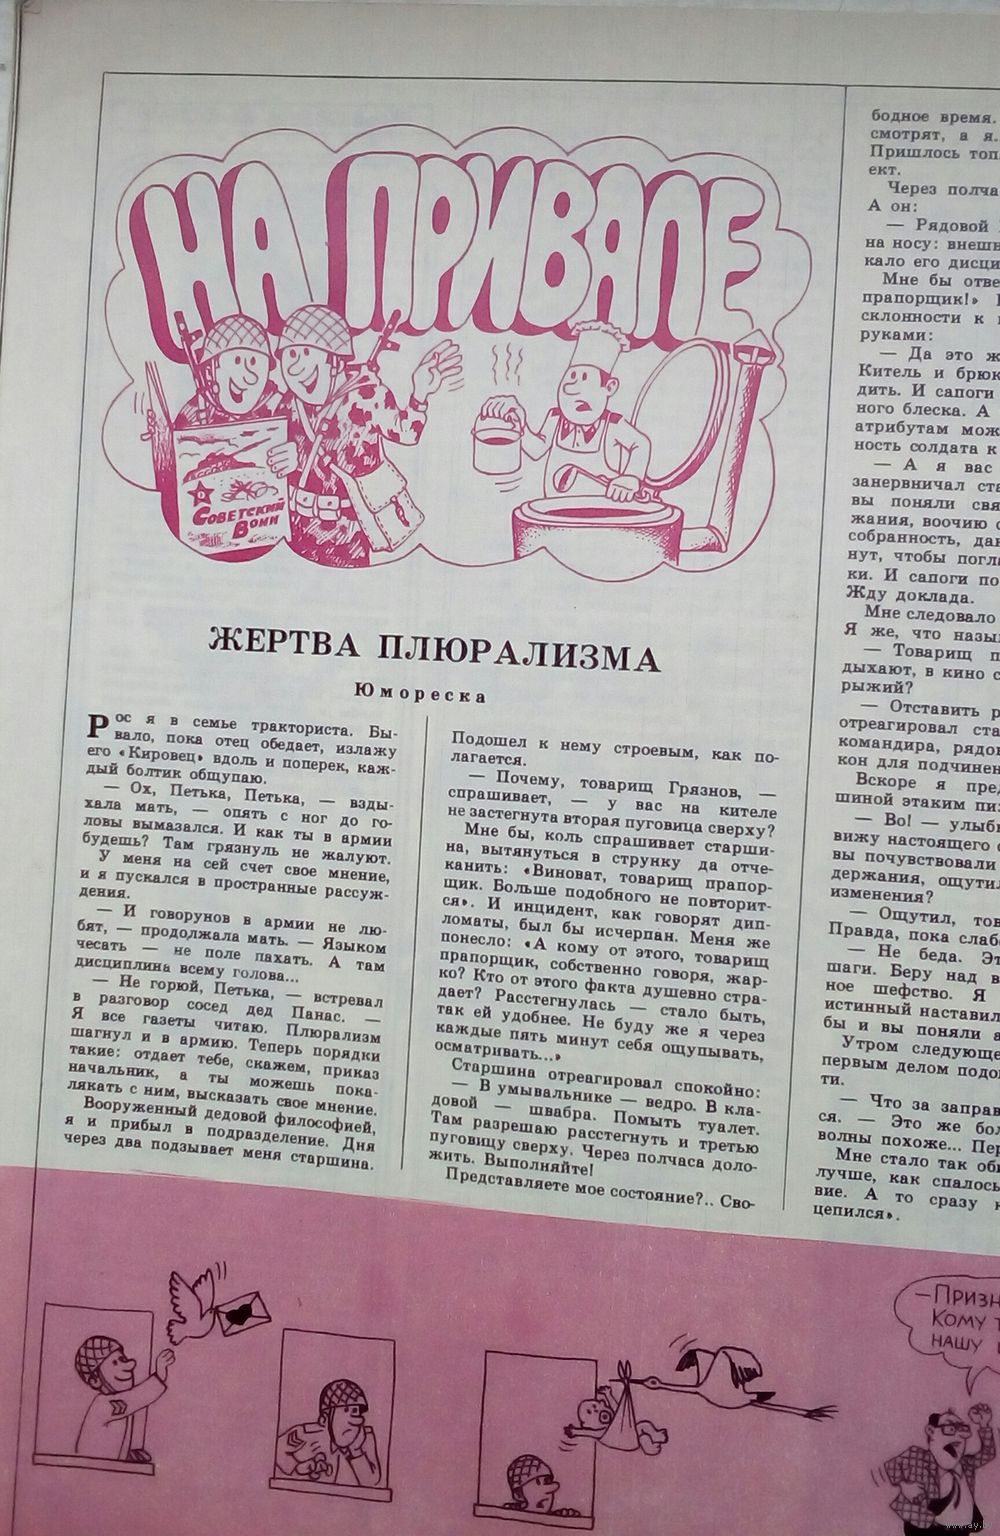 НА ПРИВАЛЕ
СОВЕТСКИЙ
ВОИН
ЖЕРТВА ПЛЮРАЛИЗМА
Юмореска
Рос я в семье тракториста. Бы-
вало, пока отец обедает, излажу
его «Кировец» вдоль и поперек, каж-
дый болтик общупаю.
— Ох, Петька, Петька, — взды-
хала мать, — опять с ног до го-
ловы вымазался. И как ты в армии
будешь? Там грязнуль не жалуют.
У меня на сей счет свое мнение,
и я пускался в пространные рассуж-
дения.
— И говорунов в армии не лю-
бят, — продолжала мать. — Языком
чесать — не поле пахать. А там
дисциплина всему голова...
— Не горюй, Петька, — встревал
в разговор сосед дед Панас. —
Я все газеты читаю. Плюрализм
шагнул и в армию. Теперь порядки
такие: отдает тебе, скажем, приказ
начальник, а ты можешь пока-
лякать с ним, высказать свое мнение.
Вооруженный дедовой философией,
я и прибыл в подразделение. Дня
через два подзывает меня старшина.
Подошел к нему строевым, как по-
лагается.
— Почему, товарищ Грязнов, —
спрашивает, — у вас на кителе
не застегнута вторая пуговица сверху?
Мне бы, коль спрашивает старши-
на, вытянуться в струнку да отче-
канить: «Виноват, товарищ прапор-
щик. Больше подобного не повторит-
ся». И инцидент, как говорят дип-
ломаты, был бы исчерпан. Меня же
понесло: «А кому от этого, товарищ
прапорщик, собственно говоря, жар-
ко? Кто от этого факта душевно стра-
дает? Расстегнулась — стало быть,
так ей удобнее. Не буду же я через
каждые пять минут себя ощупывать,
осматривать...»
Старшина отреагировал спокойно:
— В умывальнике — ведро. В кла-
довой — швабра. Помыть туалет.
Там разрешаю расстегнуть и третью
пуговицу сверху. Через полчаса доло-
жить. Выполняйте!
Представляете мое состояние?.. Сво-
бодное время.
смотрят, а я.
Пришлось топ
ект.
Через полча
А он:
— Рядовой
на носу: внешн
кало его дисци
Мне бы отве
прапорщик!»
склонности к
руками:
— Да это ж
Китель и брюк
дить. И сапоги
ного блеска. А
атрибутам мож
ность солдата к
— А я вас
занервничал ста
вы поняли свя
жания, воочию
собранность, да
нут, чтобы погл
ки. И сапоги по
Жду доклада.
Мне следовало
Я же, что назы
— Товарищ п
дыхают, в кино с
рыжий?
— Отставить р
отреагировал ста
командира, рядо
кон для подчинен
Вскоре я пред
шиной этаким пи
— Во! — улыб
вижу настоящего
вы почувствовали
держания, ощутил
изменения?
— Ощутил, тов
Правда, пока слаб
— Не беда. Эт
шаги. Беру над в
ное шефство. Я
истинный наставил
бы и вы поняли а
Утром следующе
первым делом подо
ти.
— Что за заправ
ся. — Это же бол
волны похоже... Пер
Мне стало так оби
лучше, как спалось
вие. А то сразу н
цепился».
—ПРИЗН
КОМУ Т
НАШУ
www.ay.by